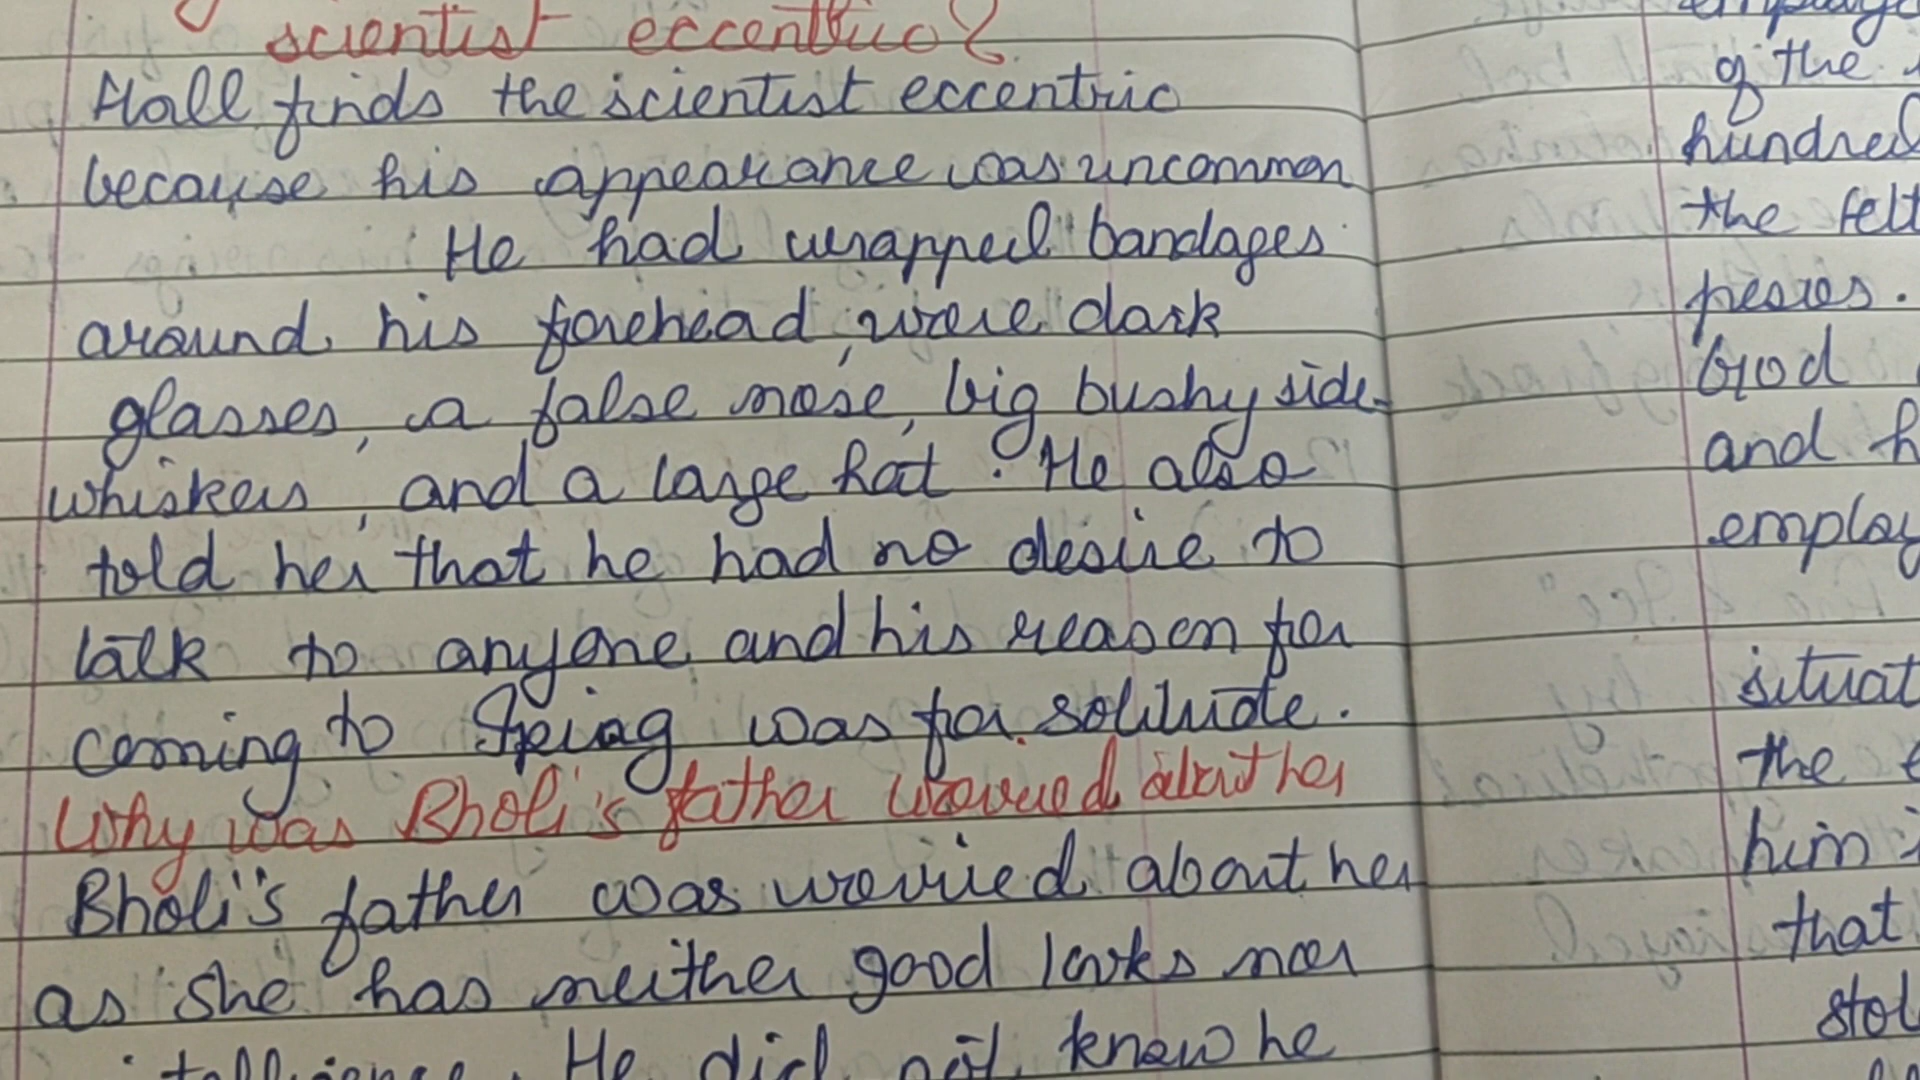 scientist eccentric?
Hall finds the scientist eccentric
because his appearance was uncommon
He had wrapped bandages
around his forehead, wore dark
glasses, a false nose, big bushy side-
whiskers, and a large hat. He also
told her that he had no desire to
talk to anyone and his reason for
coming to Iping was for solitude.
Why was Bholi's father worried about her
Bholi's father was worried about her
as she has neither good looks nor
intelligence. He did not know he
of the
hundred
the felt
pesos.
God
and h
employ
situat
the
him i
that
stol